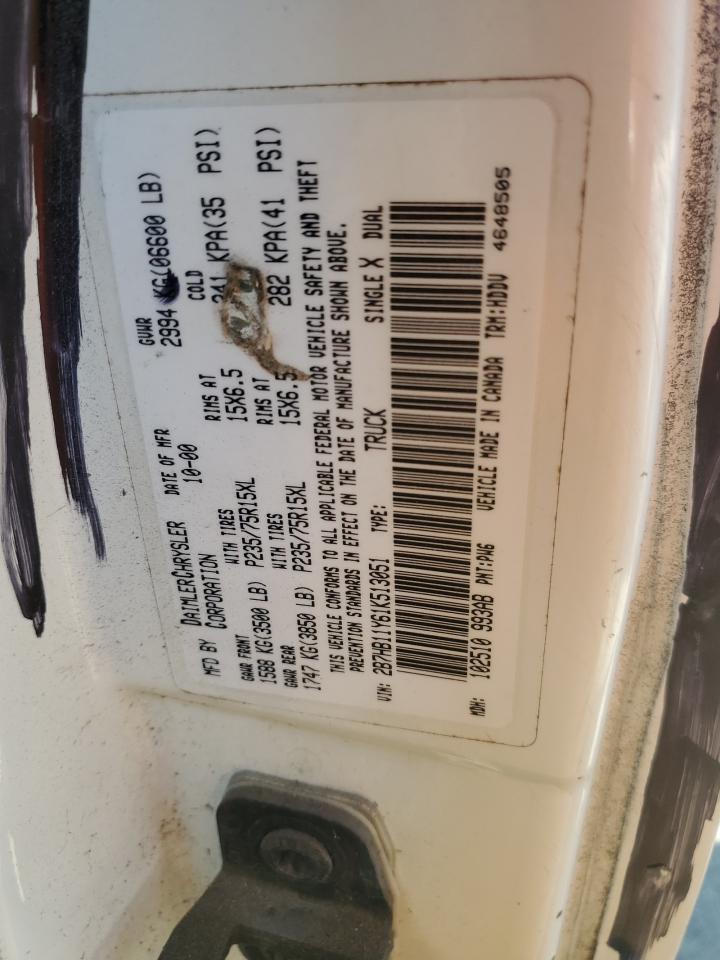 MFD BY DAIMLERCHRYSLER CORPORATION DATE OF MFR 10-00 GVWR 2994 KG(06600 LB)
GAWR FRONT WITH TIRES RIMS AT COLD
1588 KG(3500 LB) P235/75R15XL 15X6.5 241 KPA(35 PSI)
GAWR REAR WITH TIRES RIMS AT
1747 KG(3850 LB) P235/75R15XL 15X6.5 282 KPA(41 PSI)
THIS VEHICLE CONFORMS TO ALL APPLICABLE FEDERAL MOTOR VEHICLE SAFETY AND THEFT
PREVENTION STANDARDS IN EFFECT ON THE DATE OF MANUFACTURE SHOWN ABOVE.
VIN: 2B7HB11Y61K513051 TYPE: TRUCK SINGLE X DUAL
MDH: 102510 993AB PNT:PW6 VEHICLE MADE IN CANADA TRM:HDDV 4648505